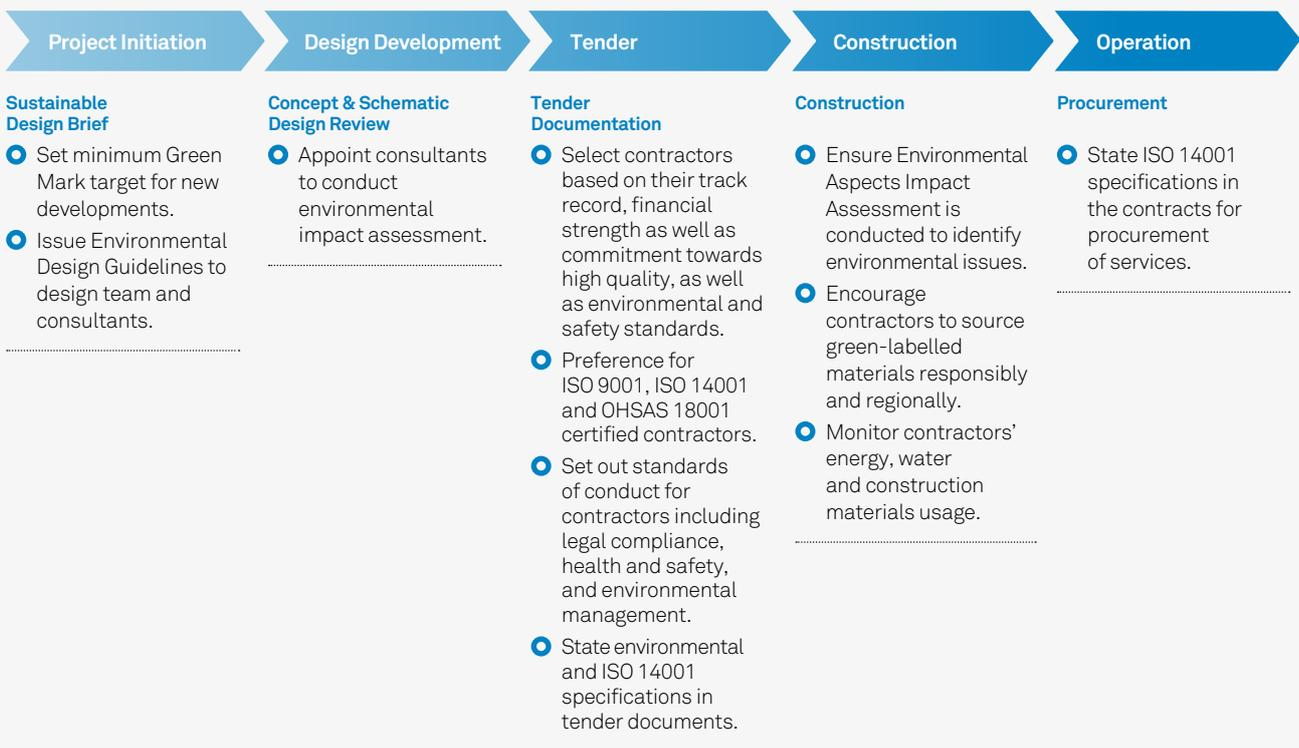 Project Initiation
Design Development
Tender
Construction
Operation
Sustainable
Design Brief
Set minimum Green
Mark target for new
developments.
Issue Environmental
Design Guidelines to
design team and
consultants.
Concept & Schematic
Design Review
Appoint consultants
to conduct
environmental
impact assessment.
Tender
Documentation
Select contractors
based on their track
record, financial
strength as well as
commitment towards
high quality, as well
as environmental and
safety standards.
Preference for
ISO 9001, ISO 14001
and OHSAS 18001
certified contractors.
Set out standards
of conduct for
contractors including
legal compliance,
health and safety,
and environmental
management.
State environmental
and ISO 14001
specifications in
tender documents.
Construction
Ensure Environmental
Aspects Impact
Assessment is
conducted to identify
environmental issues.
Encourage
contractors to source
green-labelled
materials responsibly
and regionally.
Monitor contractors’
energy, water
and construction
materials usage.
Procurement
State ISO 14001
specifications in
the contracts for
procurement
of services.